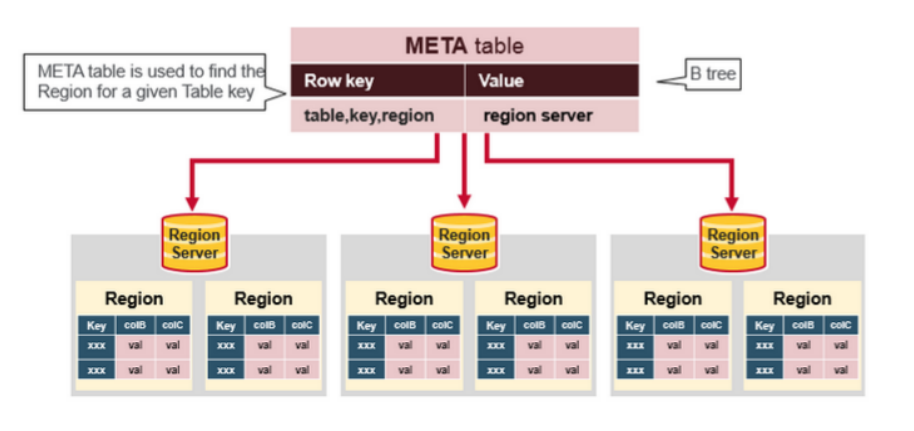 META table
META table is used to find the
Region for a given Table key
Row key Value
B tree
table,key,region region server
Region
Server
Region
Server
Region
Server
Region Region Region Region Region Region
Key colB colC Key colB colC Key colB colC Key colB colC Key colB colC Key colB colC
xxx val val xxx val val xxx val val xxx val val xxx val val xxx val val
xxx val val xxx val val xxx val val xxx val val xxx val val xxx val val